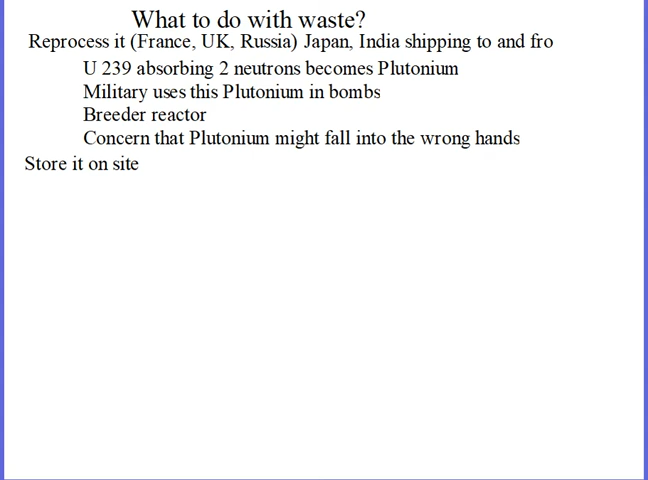 What to do with waste?
Reprocess it (France, UK, Russia) Japan, India shipping to and fro
U 239 absorbing 2 neutrons becomes Plutonium
Military uses this Plutonium in bombs
Breeder reactor
Concern that Plutonium might fall into the wrong hands
Store it on site